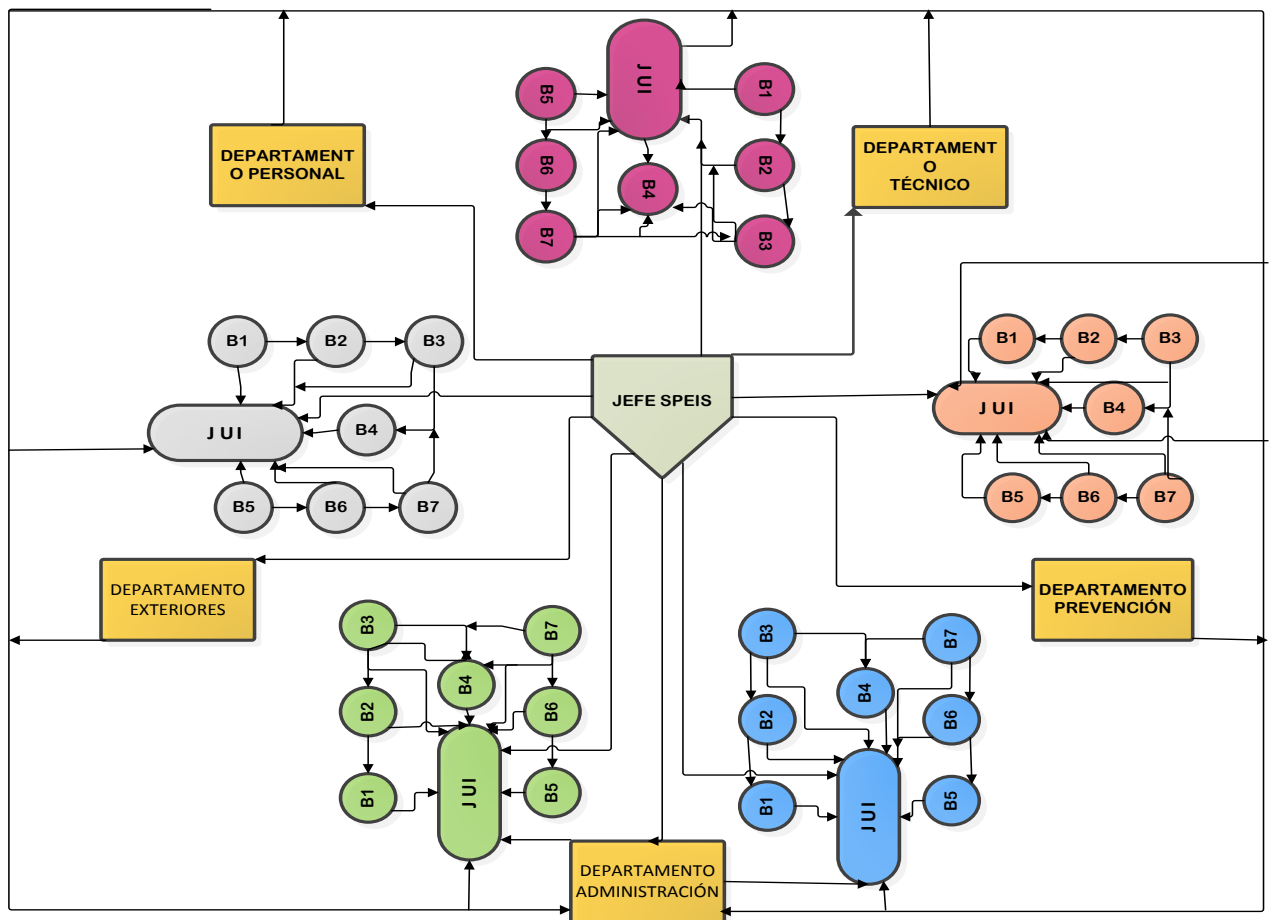 JUI
B5
B1
B6
B2
B4
B7
B3
DEPARTAMENT
O PERSONAL
DEPARTAMENT
O
TÉCNICO
B1
B2
B3
JUI
B4
B5
B6
B7
JEFE SPEIS
B1
B2
B3
JUI
B4
B5
B6
B7
DEPARTAMENTO
EXTERIORES
DEPARTAMENTO
PREVENCIÓN
B3
B7
B4
B2
B6
B1
JUI
B5
B3
B7
B4
B2
B6
B1
JUI
B5
DEPARTAMENTO
ADMINISTRACIÓN